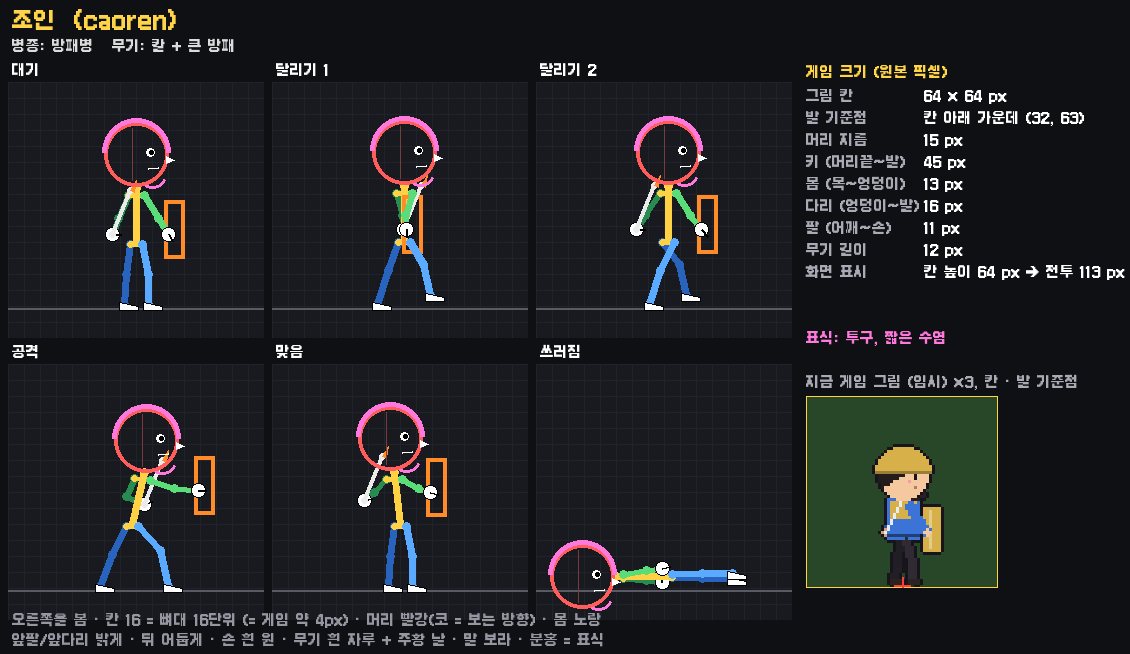 조인 (caoren)
병종: 방패병 무기: 칼 + 큰 방패
대기
달리기 1
달리기 2
공격
맞음
쓰러짐
게임 크기 (원본 픽셀)
그림 칸 64 × 64 px
발 기준점 칸 아래 가운데 (32, 63)
머리 지름 15 px
키 (머리끝~발) 45 px
몸 (목~엉덩이) 13 px
다리 (엉덩이~발) 16 px
팔 (어깨~손) 11 px
무기 길이 12 px
화면 표시 칸 높이 64 px → 전투 113 px
표식: 투구, 짧은 수염
지금 게임 그림 (임시) ×3, 칸 · 발 기준점
오른쪽을 봄 · 칸 16 = 뼈대 16단위 (= 게임 약 4px) · 머리 빨강(코 = 보는 방향) · 몸 노랑
앞팔/앞다리 밝게 · 뒤 어둡게 · 손 흰 원 · 무기 흰 자루 + 주황 날 · 말 보라 · 분홍 = 표식